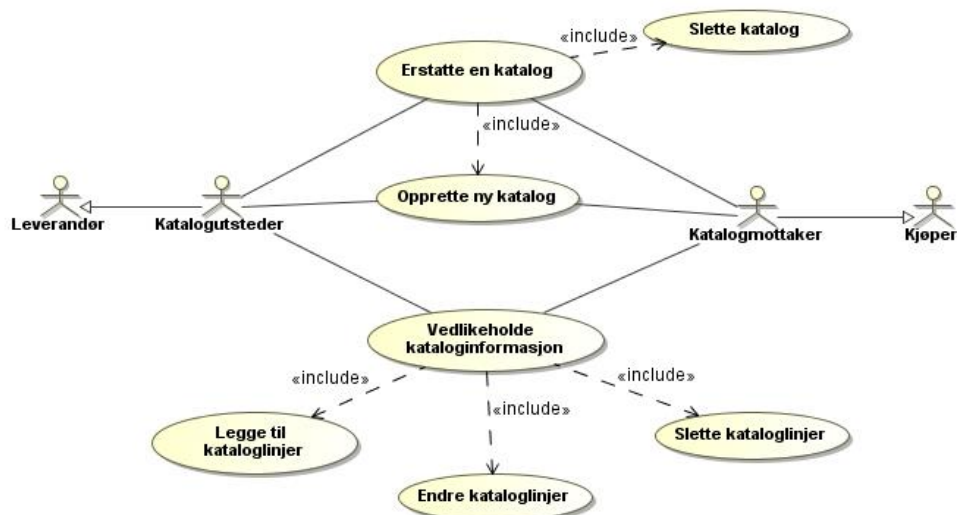 Slette katalog
«include»
Erstatte en katalog
«include»
Opprette ny katalog
Leverandør
Katalogutsteder
Katalogmottaker
Kjøper
Vedlikeholde
kataloginformasjon
«include»
«include»
«include»
Legge til
kataloglinjer
Slette kataloglinjer
Endre kataloglinjer